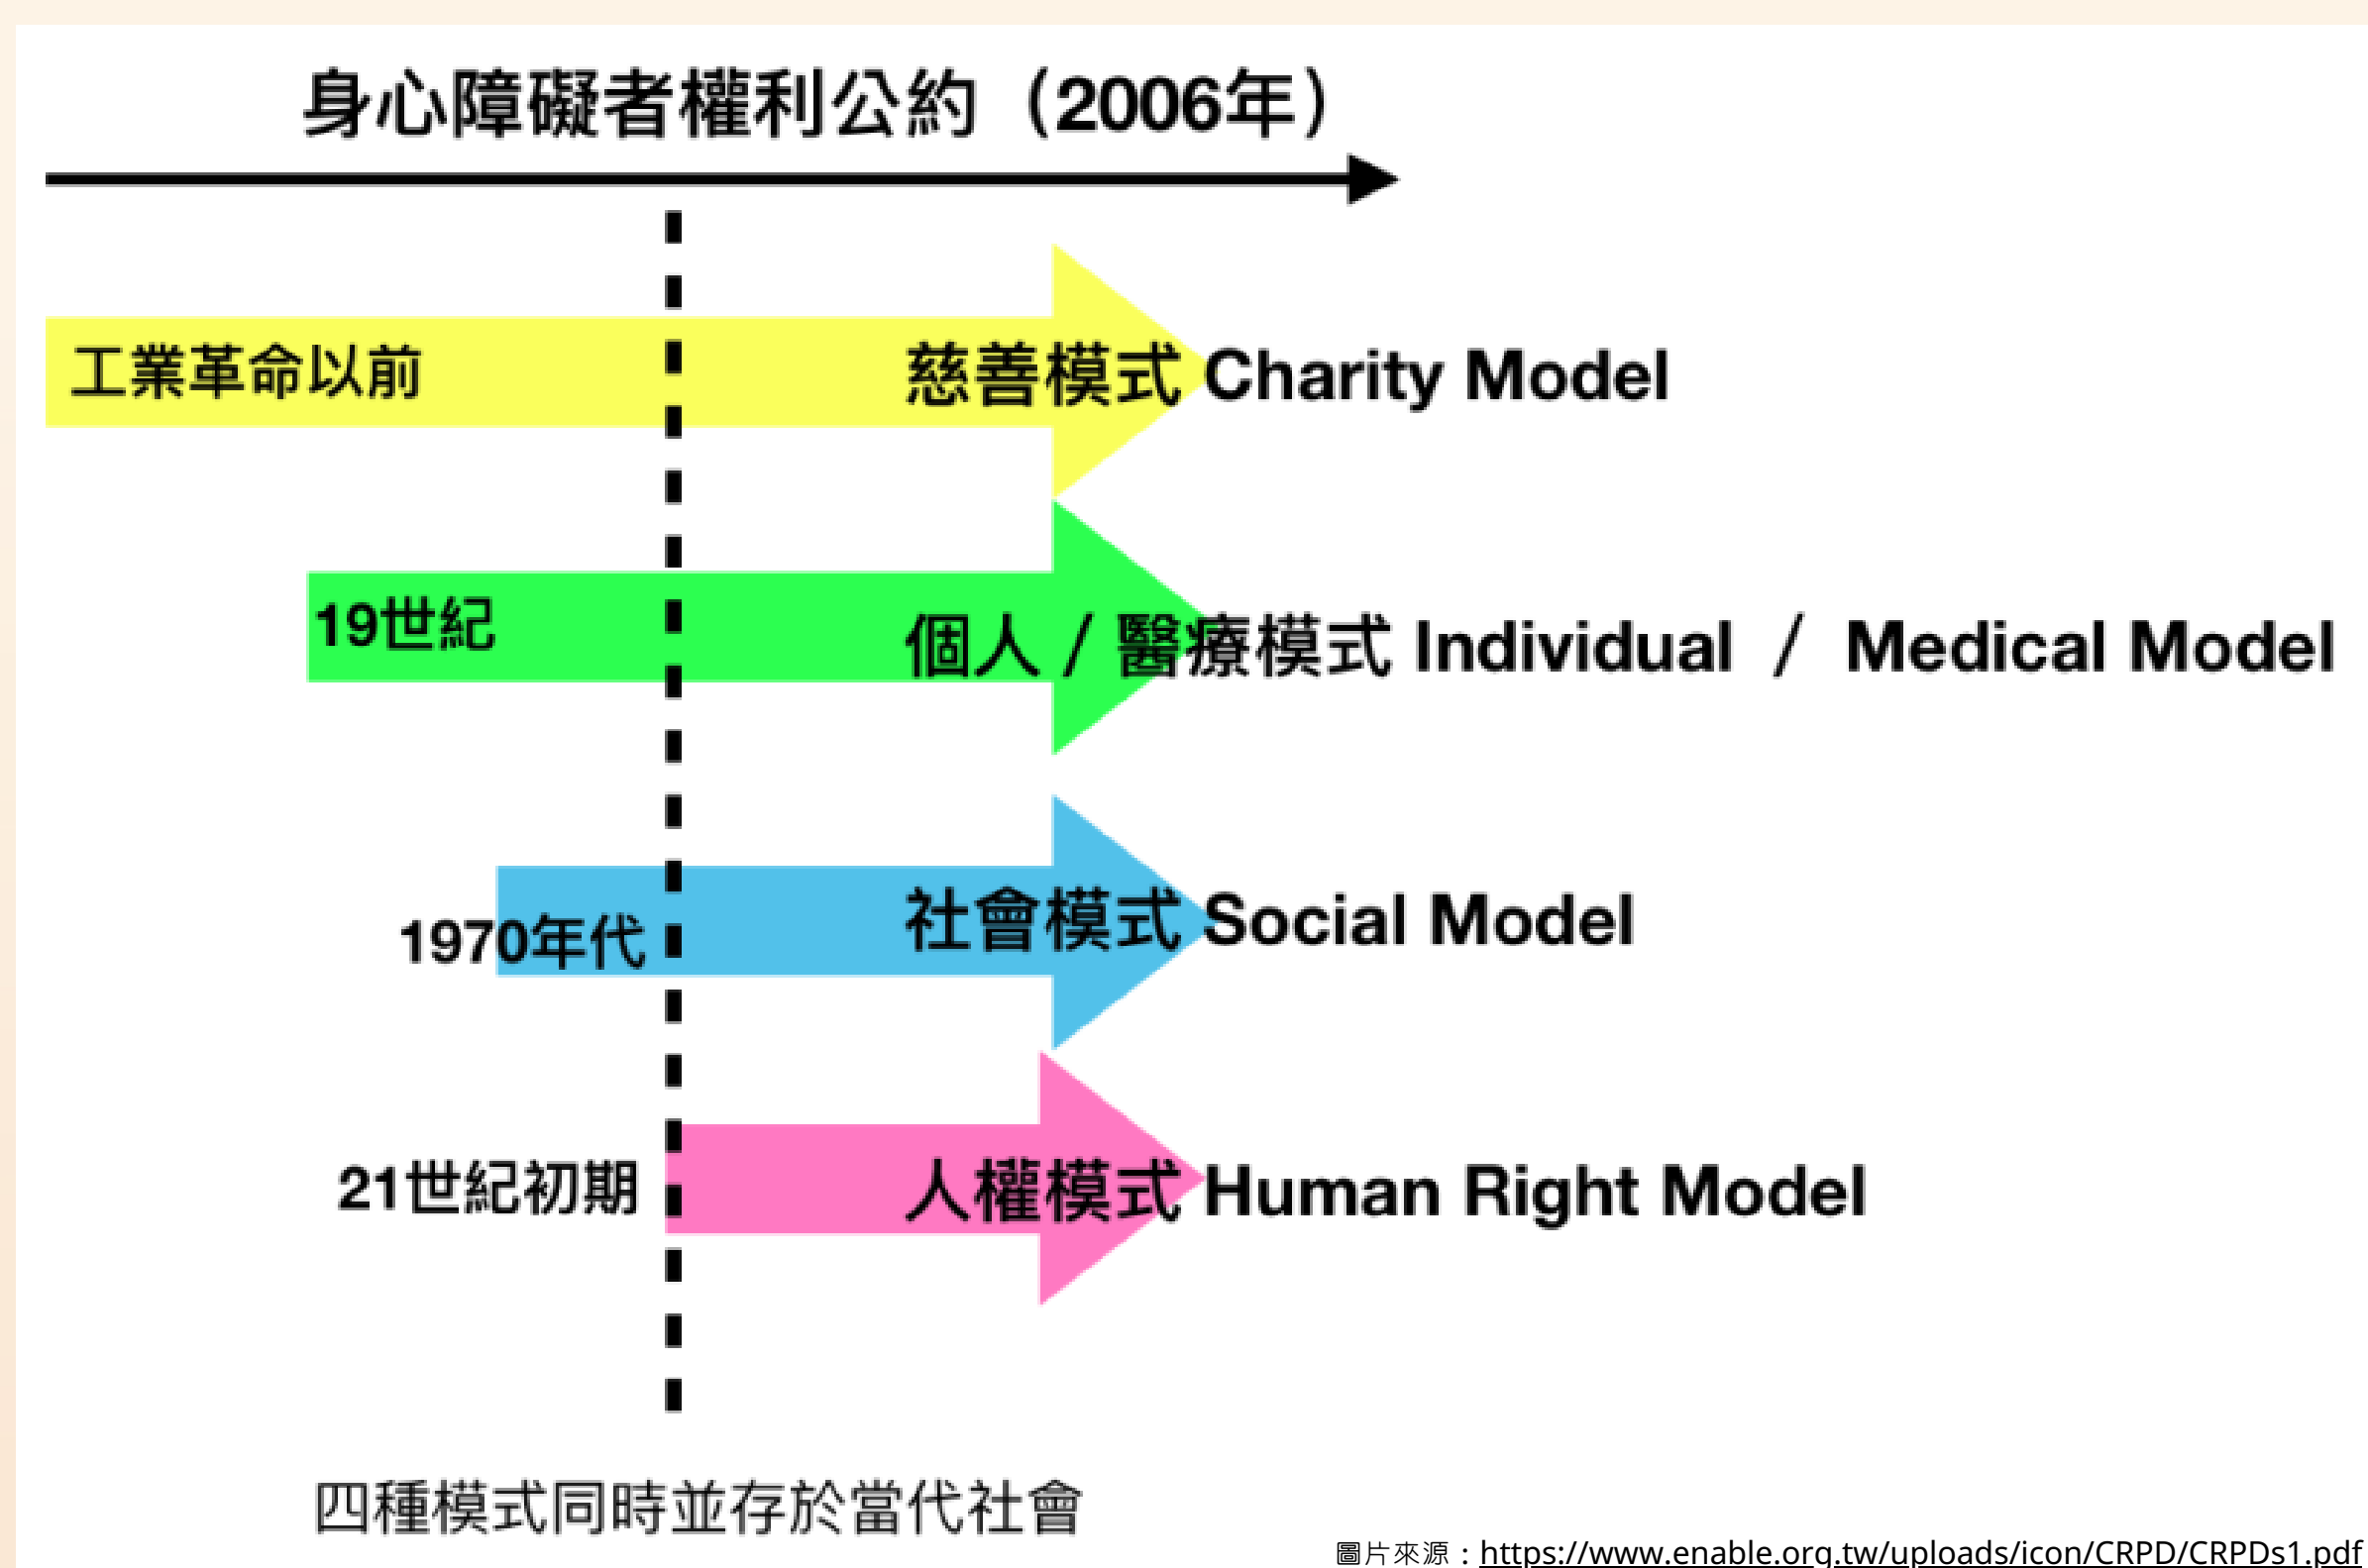 身心障礙者權利公約（2006年）
工業革命以前
慈善模式 Charity Model
19世紀
個人 / 醫療模式 Individual / Medical Model
1970年代
社會模式 Social Model
21世紀初期
人權模式 Human Right Model
四種模式同時並存於當代社會
圖片來源：https://www.enable.org.tw/uploads/icon/CRPD/CRPDs1.pdf